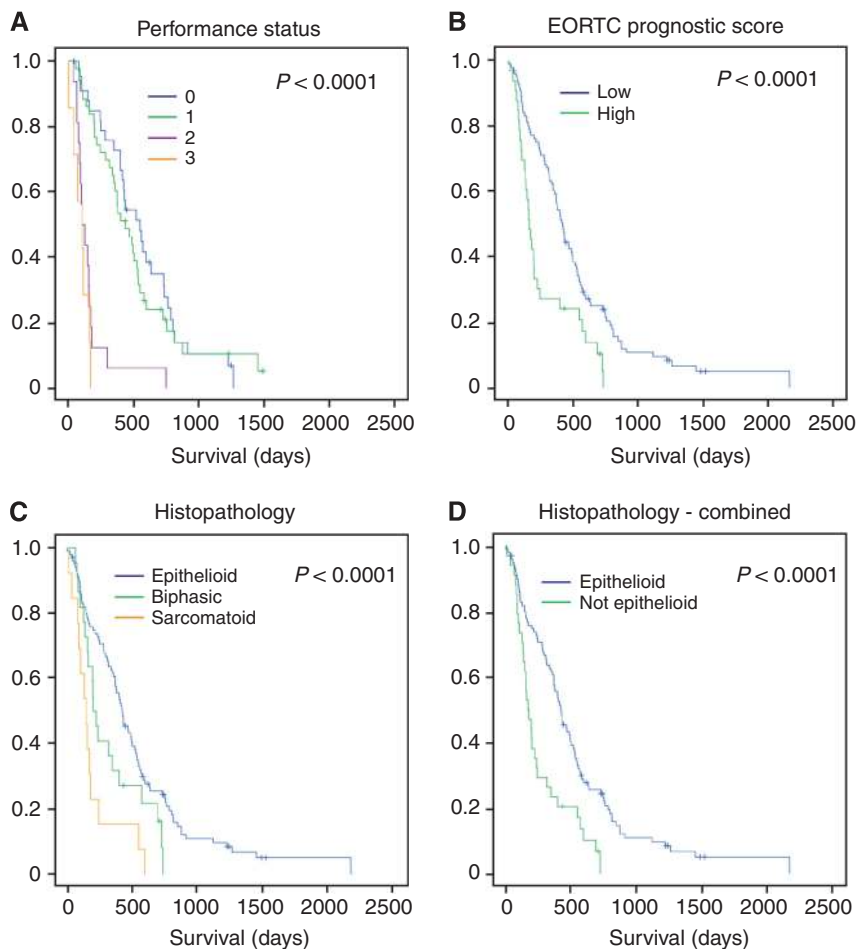 A
Performance status
1.0
0.8
0.6
0.4
0.2
0
P < 0.0001
0
1
2
3
0 500 1000 1500 2000 2500
Survival (days)
B
EORTC prognostic score
1.0
0.8
0.6
0.4
0.2
0
P < 0.0001
Low
High
0 500 1000 1500 2000 2500
Survival (days)
C
Histopathology
1.0
0.8
0.6
0.4
0.2
0
P < 0.0001
Epithelioid
Biphasic
Sarcomatoid
0 500 1000 1500 2000 2500
Survival (days)
D
Histopathology - combined
1.0
0.8
0.6
0.4
0.2
0
P < 0.0001
Epithelioid
Not epithelioid
0 500 1000 1500 2000 2500
Survival (days)